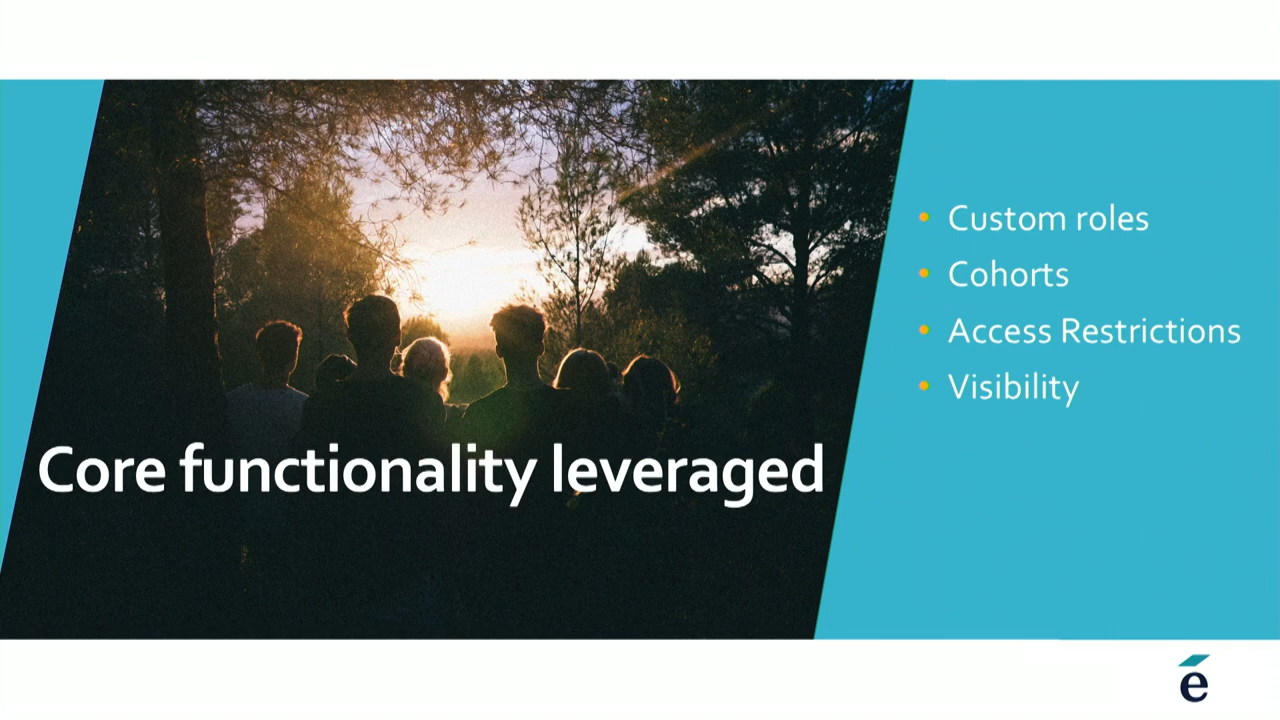 Core functionality leveraged
• Custom roles
• Cohorts
• Access Restrictions
• Visibility
é